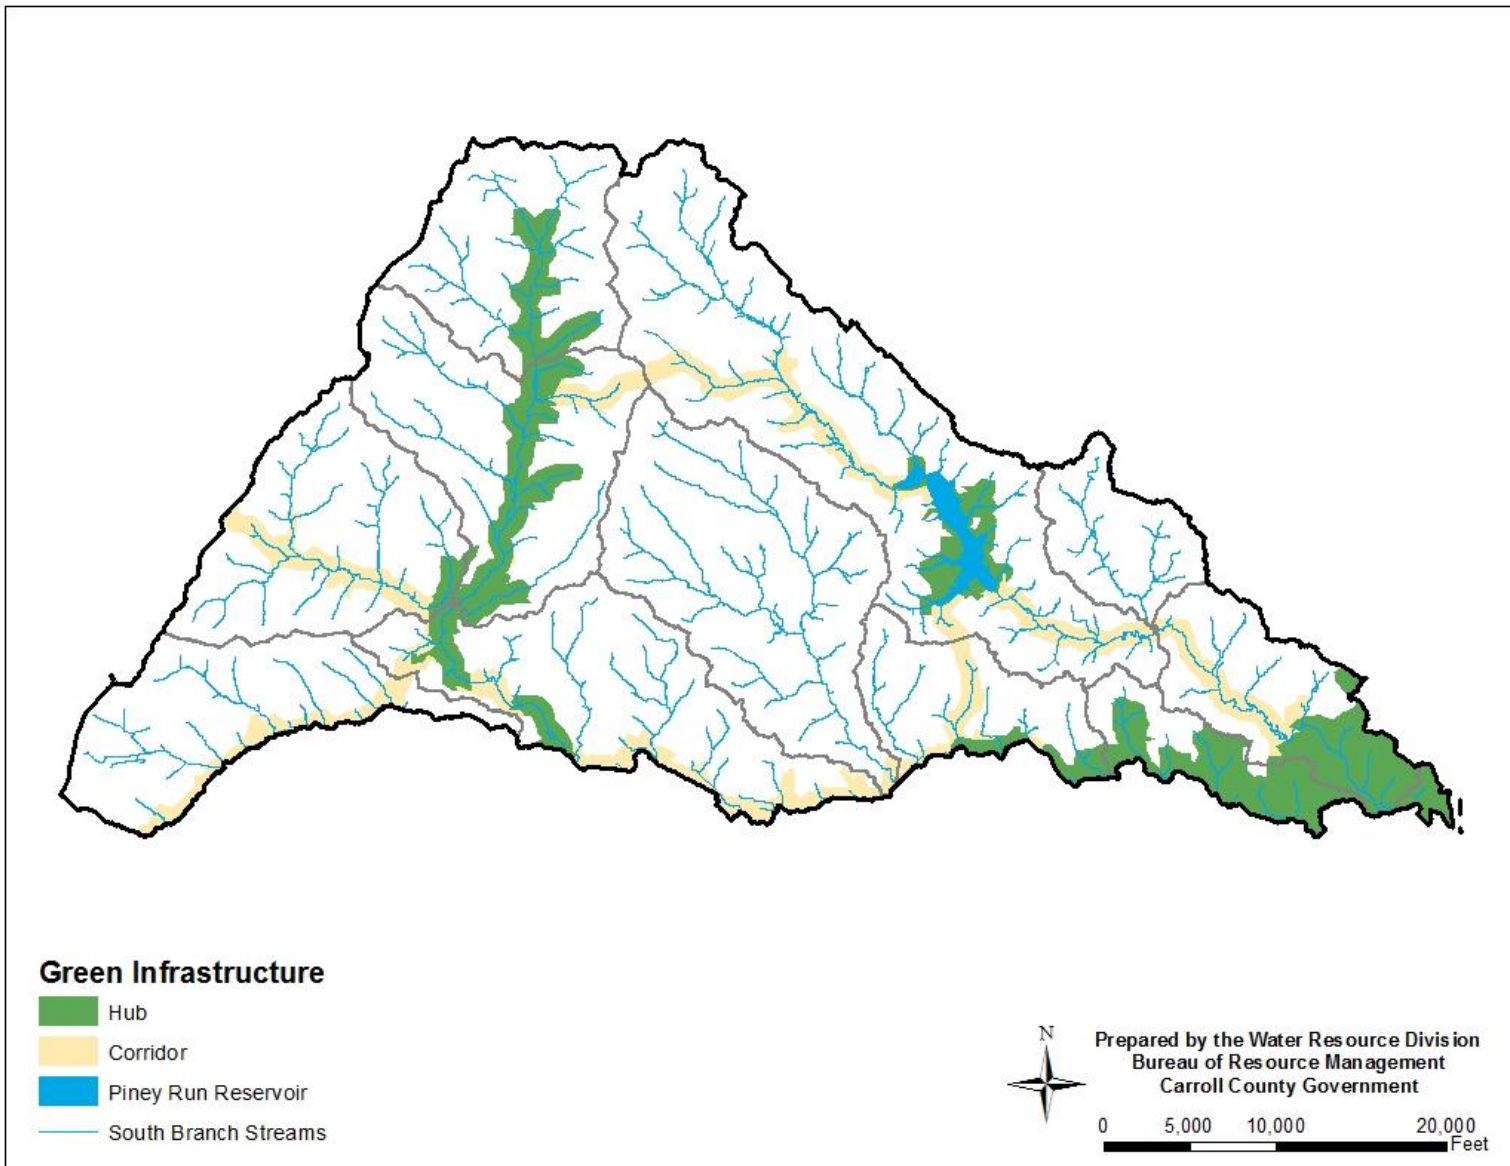 Green Infrastructure
Hub
Corridor
Piney Run Reservoir
South Branch Streams
N
Prepared by the Water Resource Division
Bureau of Resource Management
Carroll County Government
0 5,000 10,000 20,000
Feet